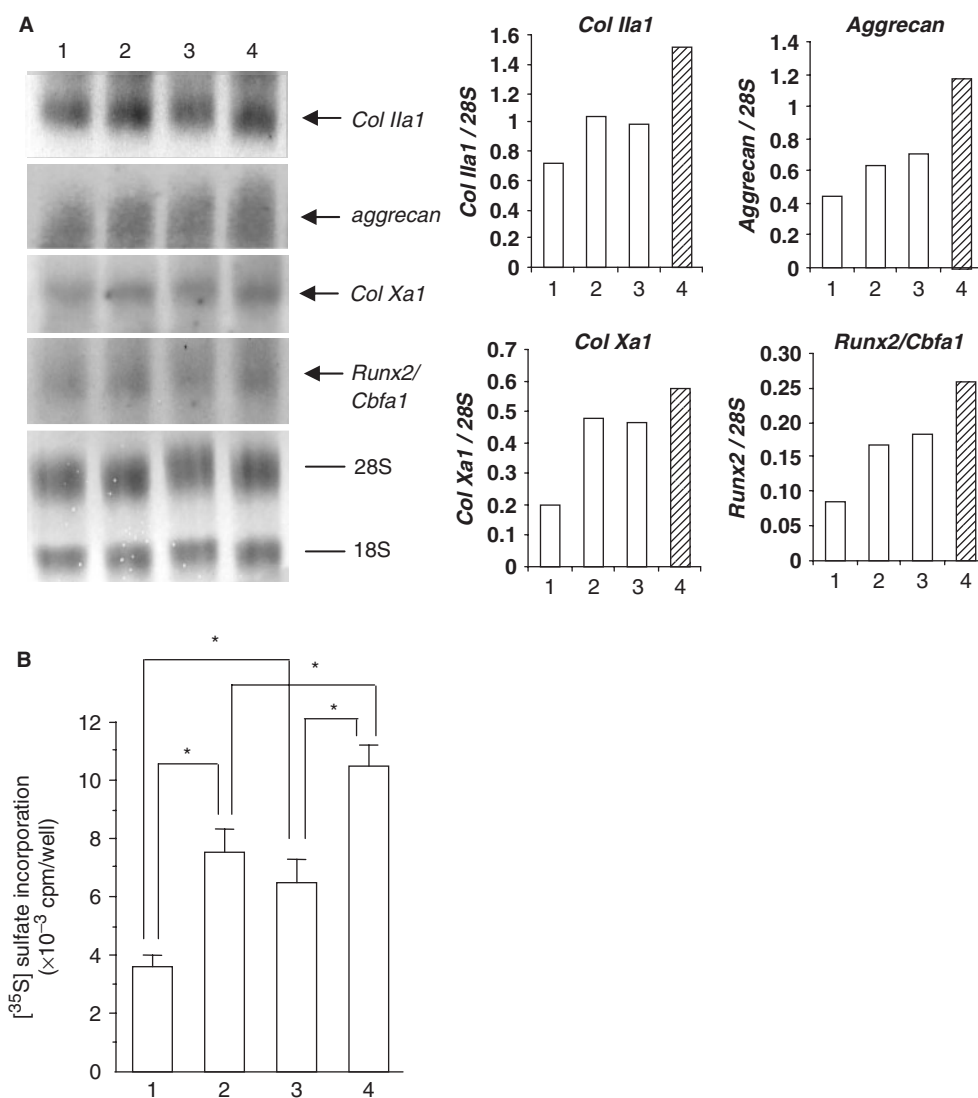 A
1 2 3 4
Col IIa1
aggrecan
Col Xa1
Runx2/
Cbfa1
28S
18S
Col IIa1
Col IIa1 / 28S
1.6
1.4
1.2
1
0.8
0.6
0.4
0.2
0
1 2 3 4
Aggrecan
Aggrecan / 28S
1.4
1.2
1
0.8
0.6
0.4
0.2
0
1 2 3 4
Col Xa1
Col Xa1 / 28S
0.7
0.6
0.5
0.4
0.3
0.2
0.1
0
1 2 3 4
Runx2/Cbfa1
Runx2 / 28S
0.30
0.25
0.20
0.15
0.10
0.05
0
1 2 3 4
B
*
*
*
*
[³⁵S] sulfate incorporation
(×10⁻³ cpm/well)
12
10
8
6
4
2
0
1 2 3 4